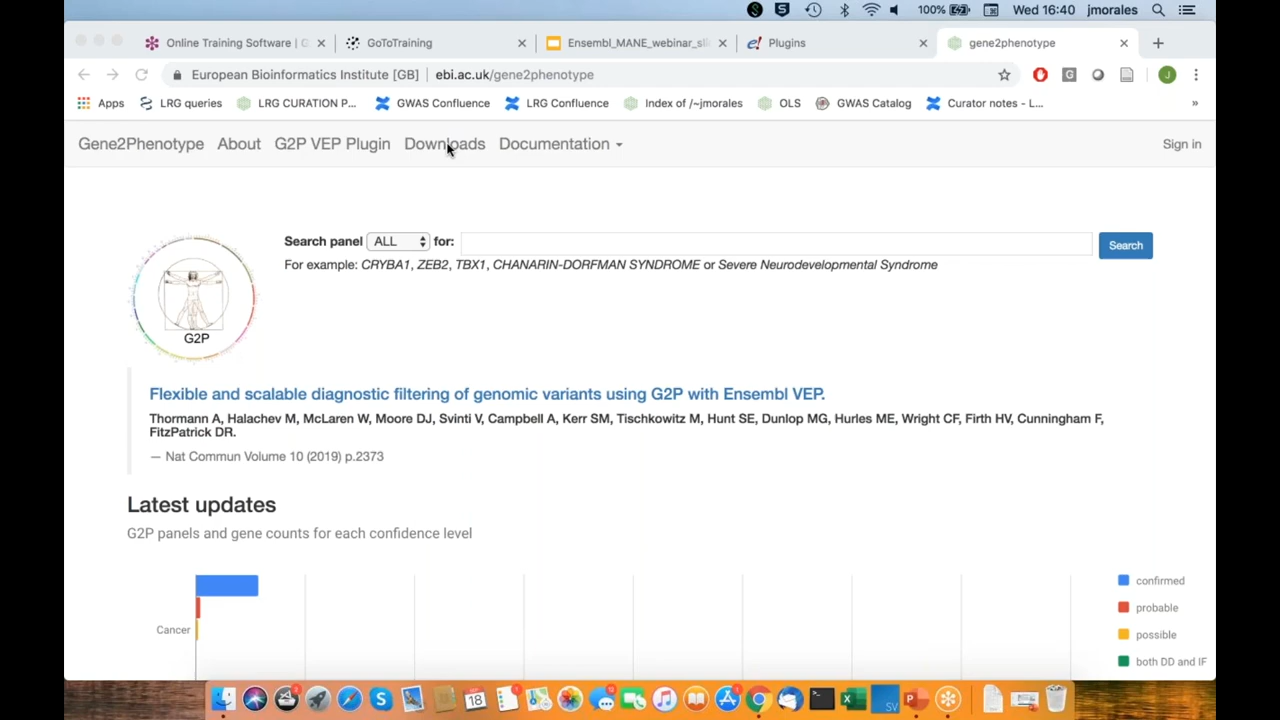 100% Wed 16:40 jmorales
Online Training Software | G
GoToTraining
Ensembl_MANE_webinar_sli
Plugins
gene2phenotype
European Bioinformatics Institute [GB] ebi.ac.uk/gene2phenotype
Apps LRG queries LRG CURATION P... GWAS Confluence LRG Confluence Index of /~jmorales OLS GWAS Catalog Curator notes - L... »
Gene2Phenotype About G2P VEP Plugin Downloads Documentation Sign in
Search panel ALL for: Search
For example: CRYBA1, ZEB2, TBX1, CHANARIN-DORFMAN SYNDROME or Severe Neurodevelopmental Syndrome
G2P
Flexible and scalable diagnostic filtering of genomic variants using G2P with Ensembl VEP.
Thormann A, Halachev M, McLaren W, Moore DJ, Svinti V, Campbell A, Kerr SM, Tischkowitz M, Hunt SE, Dunlop MG, Hurles ME, Wright CF, Firth HV, Cunningham F,
FitzPatrick DR.
— Nat Commun Volume 10 (2019) p.2373
Latest updates
G2P panels and gene counts for each confidence level
confirmed
probable
Cancer
possible
both DD and IF
18
SV